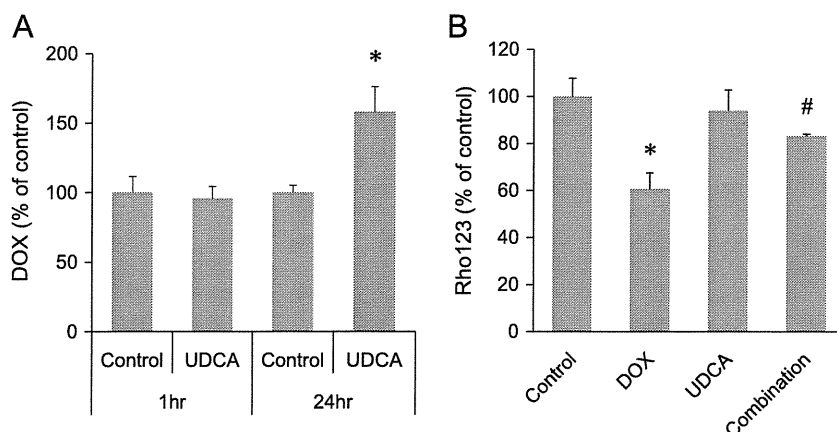 A
DOX (% of control)
200
150
100
50
0
*
Control UDCA Control UDCA
1hr 24hr
B
Rho123 (% of control)
120
100
80
60
40
20
0
*
#
Control
DOX
UDCA
Combination